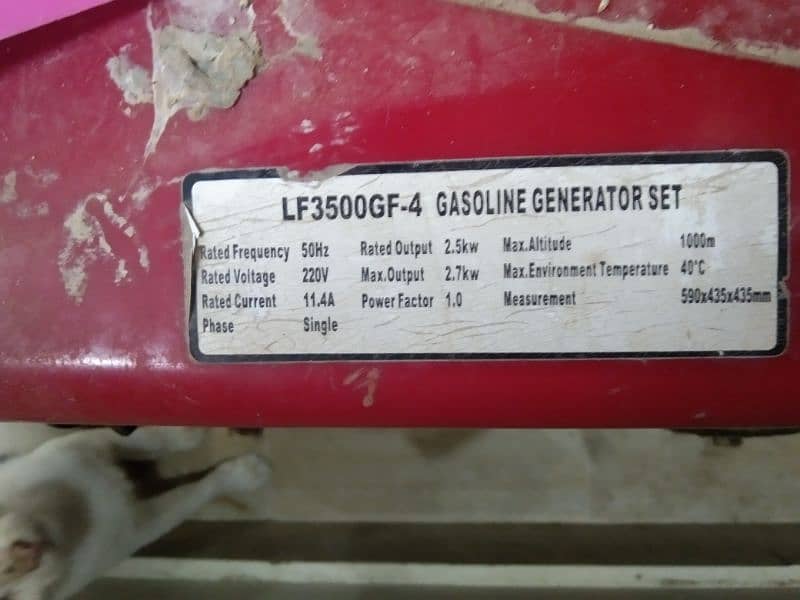 LF3500GF-4 GASOLINE GENERATOR SET
Rated Frequency 50Hz Rated Output 2.5kw Max.Altitude 1000m
Rated Voltage 220V Max.Output 2.7kw Max.Environment Temperature 40°C
Rated Current 11.4A Power Factor 1.0 Measurement 590x435x435mm
Phase Single